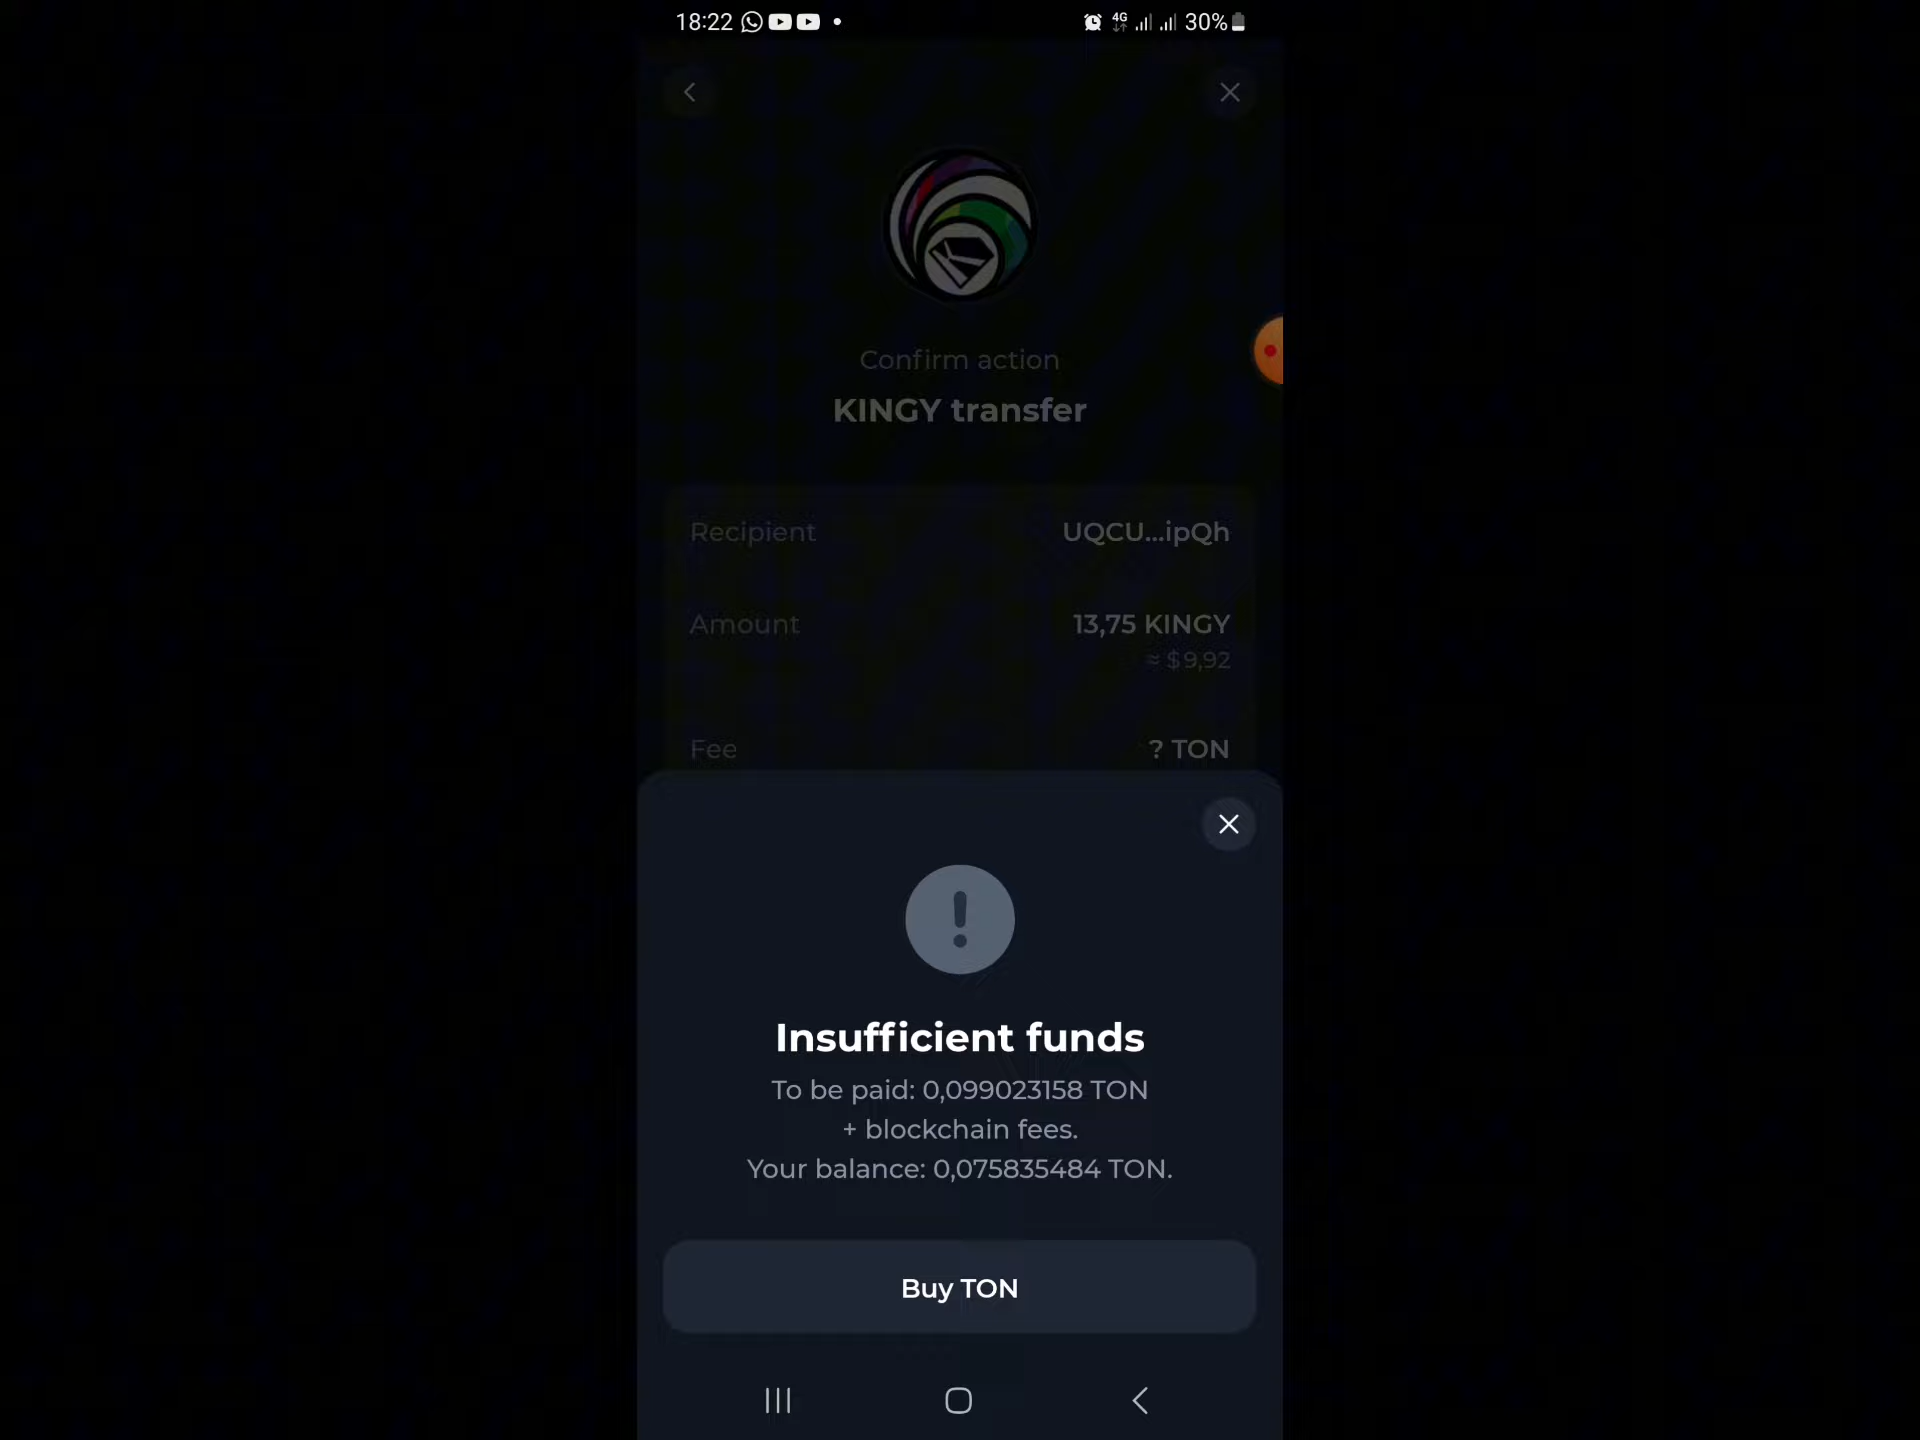 18:22
4G
30%
Confirm action
KINGY transfer
Recipient
UQCU...ipQh
Amount
13,75 KINGY
≈ $9,92
Fee
? TON
Insufficient funds
To be paid: 0,099023158 TON
+ blockchain fees.
Your balance: 0,075835484 TON.
Buy TON